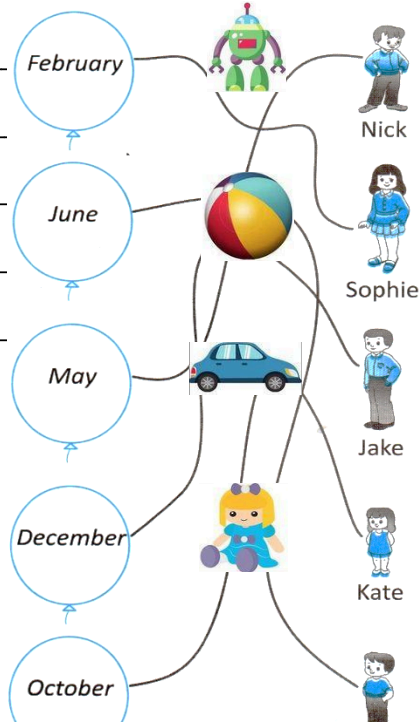 February
Nick
June
Sophie
May
Jake
December
Kate
October